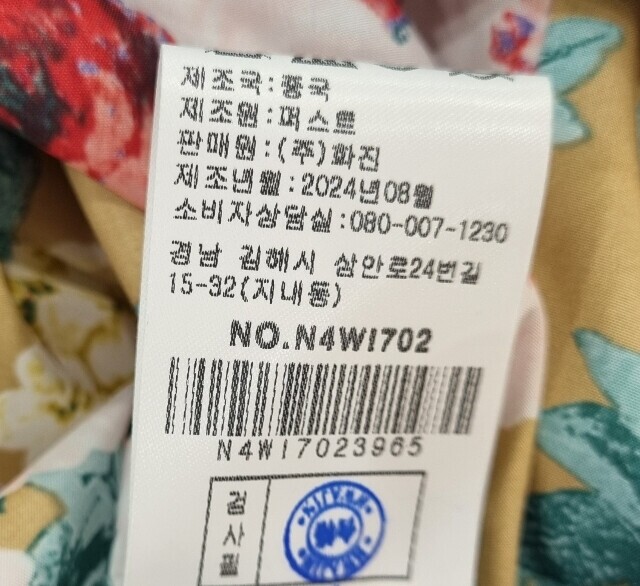 제조국:중국
제조원:퍼스트
판매원:(주)화진
제조년월:2024년08월
소비자상담실:080-007-1230
경남 김해시 삼안로24번길
15-32(지내동)
NO.N4WI702
N4WI7023965
검사필